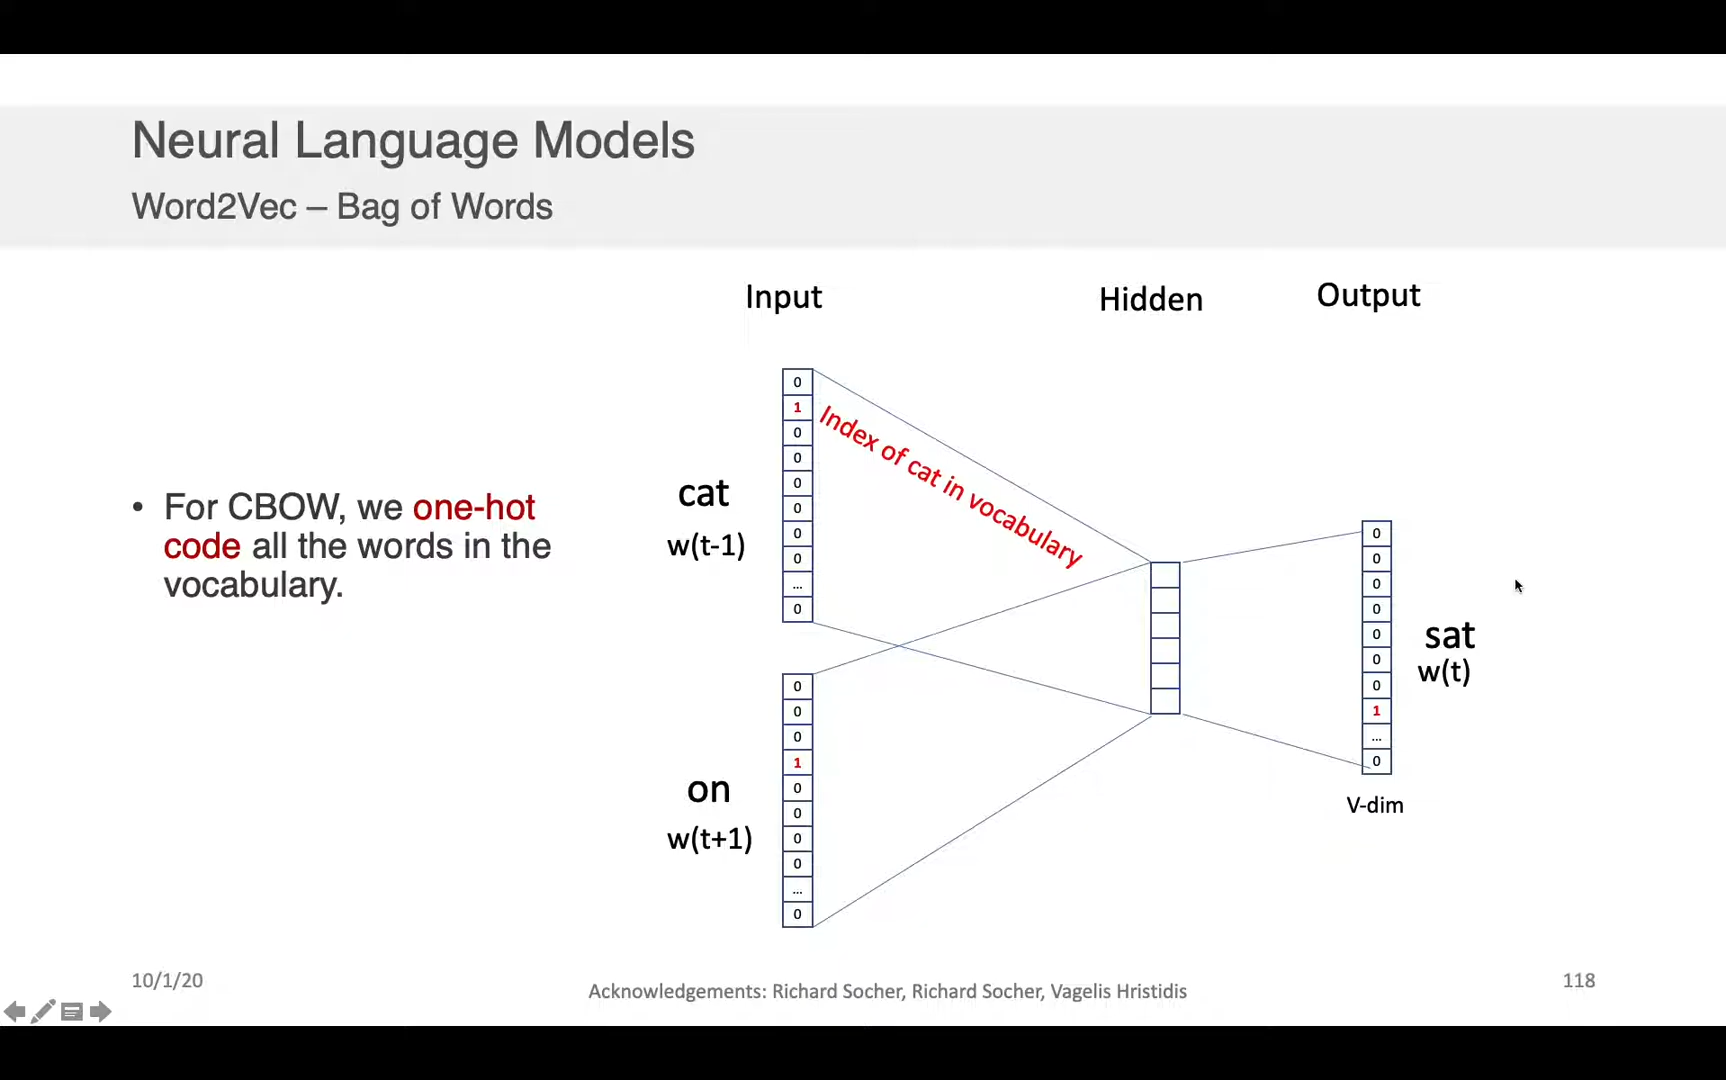 Neural Language Models
Word2Vec – Bag of Words
Input
Hidden
Output
• For CBOW, we one-hot
code all the words in the
vocabulary.
cat
w(t-1)
0
1
0
0
0
0
0
0
...
0
Index of cat in vocabulary
on
w(t+1)
0
0
0
1
0
0
0
0
...
0
0
0
0
0
0
0
0
1
...
0
sat
w(t)
V-dim
10/1/20
Acknowledgements: Richard Socher, Richard Socher, Vagelis Hristidis
118